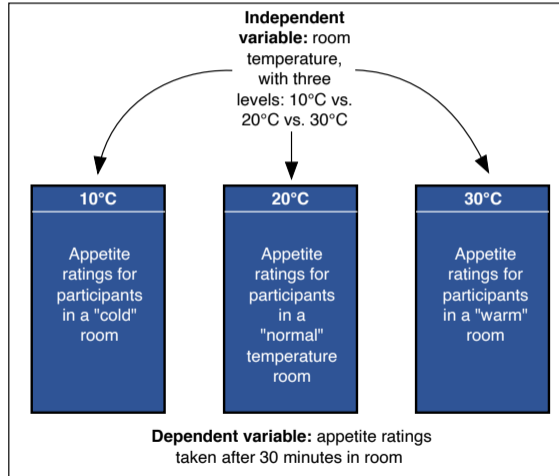 Independent
variable: room
temperature,
with three
levels: 10°C vs.
20°C vs. 30°C
10°C
Appetite
ratings for
participants
in a "cold"
room
20°C
Appetite
ratings for
participants
in a
"normal"
temperature
room
30°C
Appetite
ratings for
participants
in a "warm"
room
Dependent variable: appetite ratings
taken after 30 minutes in room